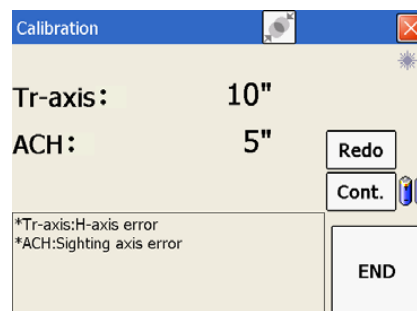 Calibration
Tr-axis: 10"
ACH: 5"
Redo
Cont.
*Tr-axis:H-axis error
*ACH:Sighting axis error
END